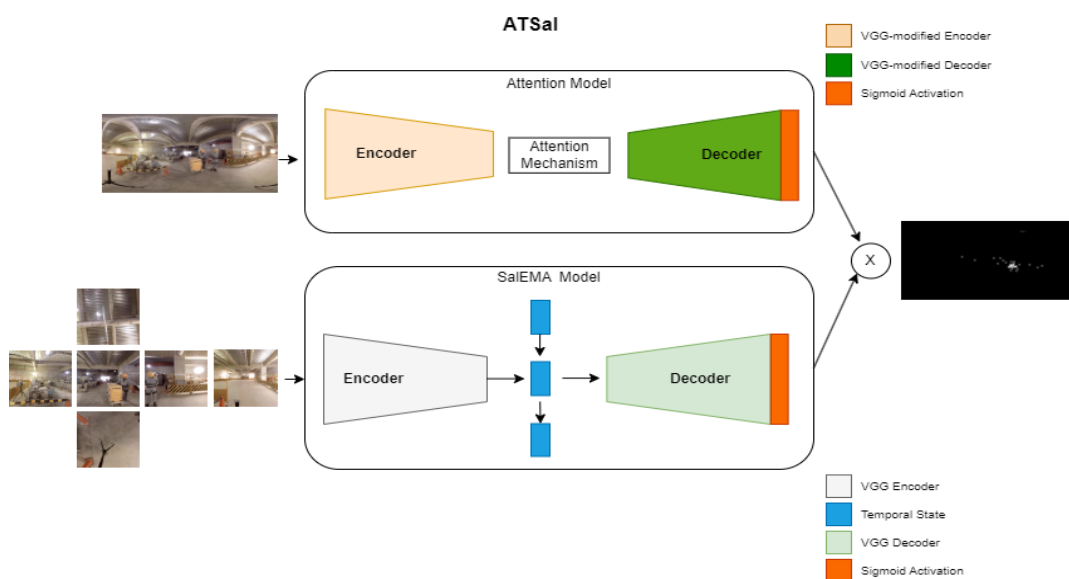 ATSal
VGG-modified Encoder
VGG-modified Decoder
Sigmoid Activation
Attention Model
Encoder
Attention
Mechanism
Decoder
X
SalEMA Model
Encoder
Decoder
VGG Encoder
Temporal State
VGG Decoder
Sigmoid Activation